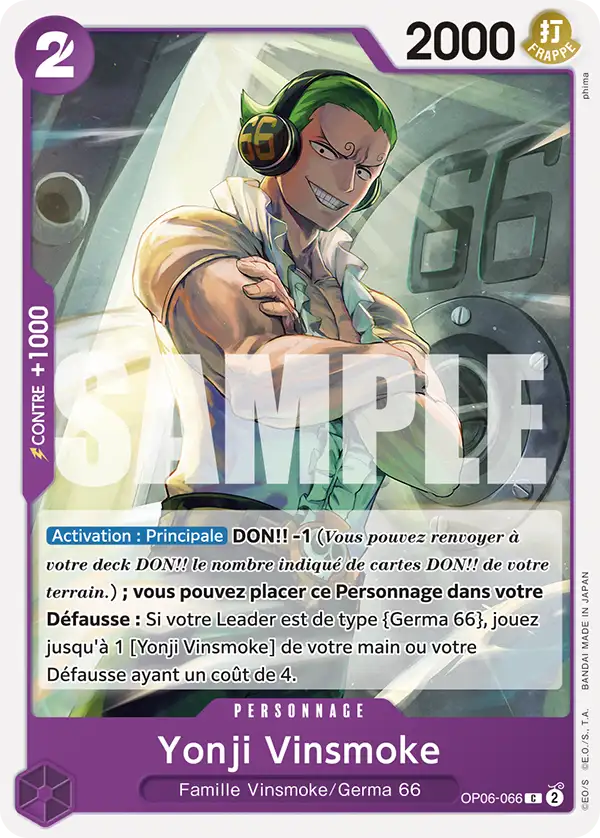 2
2000
打
FRAPPE
phima
66
66
CONTRE +1000
SAMPLE
Activation : Principale DON!! -1 (Vous pouvez renvoyer à
votre deck DON!! le nombre indiqué de cartes DON!! de votre
terrain.) ; vous pouvez placer ce Personnage dans votre
Défausse : Si votre Leader est de type {Germa 66}, jouez
jusqu'à 1 [Yonji Vinsmoke] de votre main ou votre
Défausse ayant un coût de 4.
PERSONNAGE
Yonji Vinsmoke
Famille Vinsmoke/Germa 66
OP06-066 C 2
©EO/S ©E.O./S., T.A. BANDAI MADE IN JAPAN